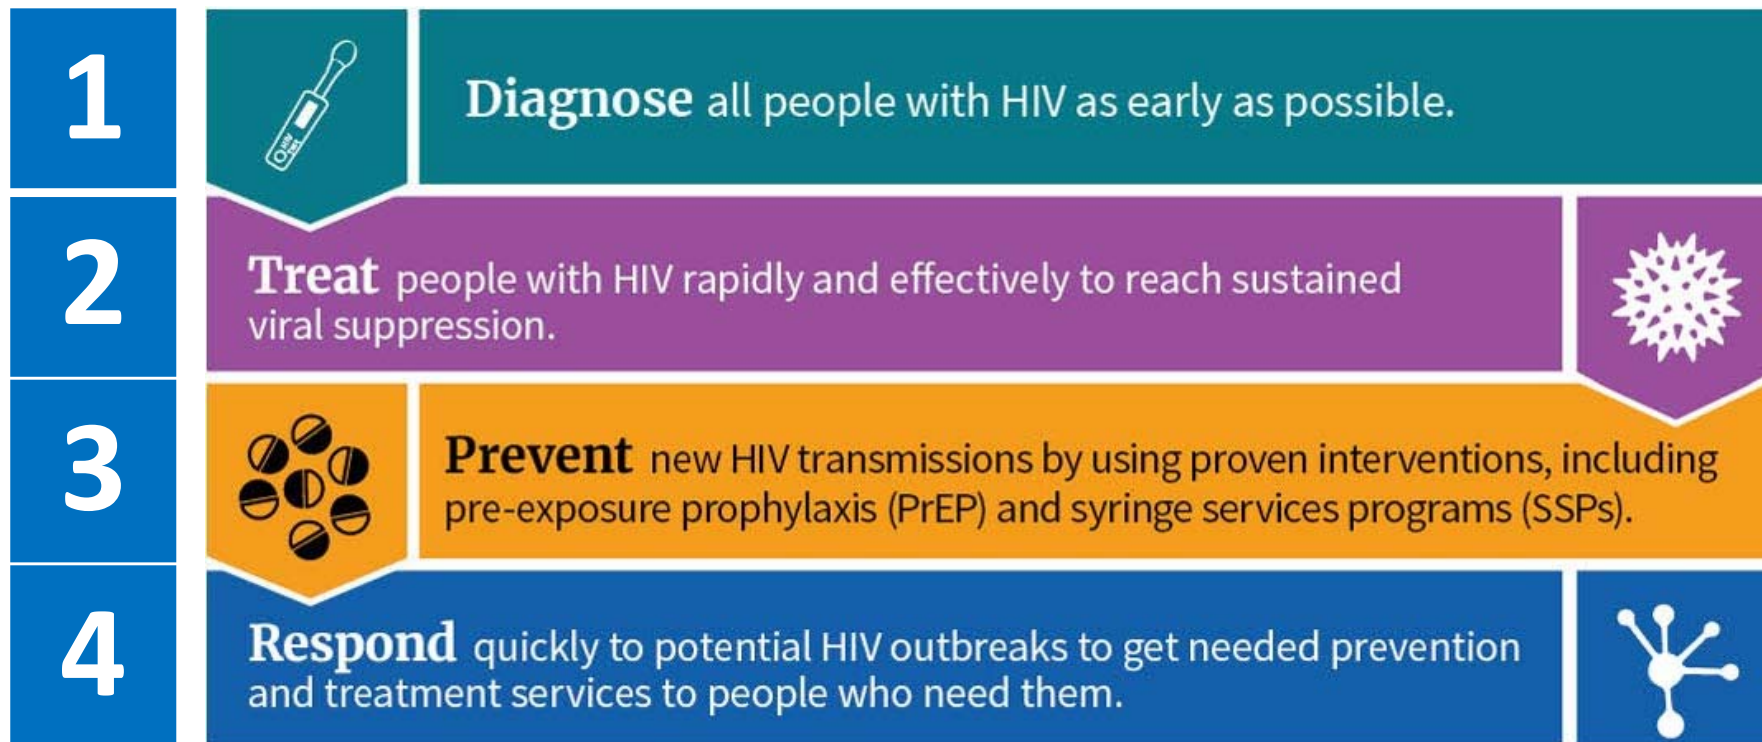 1
Diagnose all people with HIV as early as possible.
2
Treat people with HIV rapidly and effectively to reach sustained
viral suppression.
3
Prevent new HIV transmissions by using proven interventions, including
pre-exposure prophylaxis (PrEP) and syringe services programs (SSPs).
4
Respond quickly to potential HIV outbreaks to get needed prevention
and treatment services to people who need them.